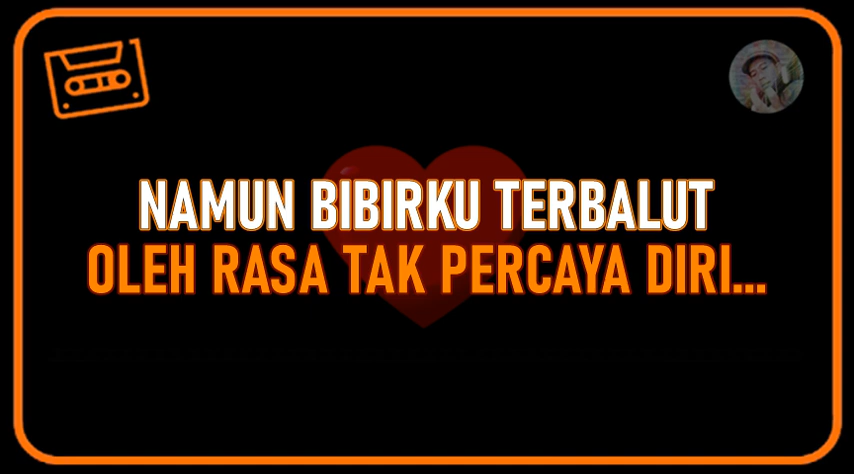 NAMUN BIBIRKU TERBALUT
OLEH RASA TAK PERCAYA DIRI...